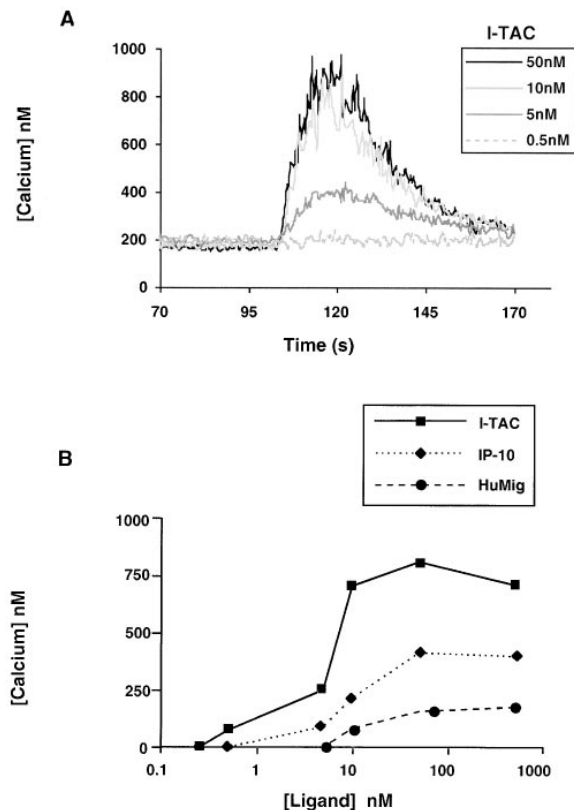 A
I-TAC
50nM
10nM
5nM
0.5nM
[Calcium] nM
1000
800
600
400
200
0
70 95 120 145 170
Time (s)
B
I-TAC
IP-10
HuMig
[Calcium] nM
1000
750
500
250
0
0.1 1 10 100 1000
[Ligand] nM